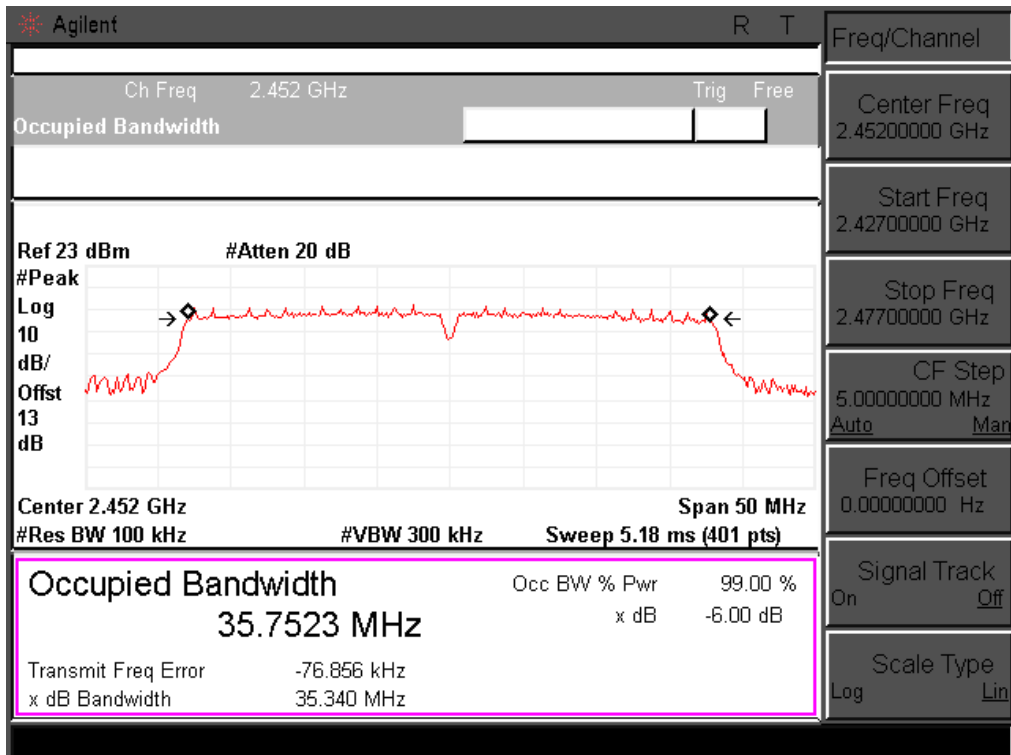 Agilent R T
Ch Freq 2.452 GHz Trig Free
Occupied Bandwidth
Ref 23 dBm #Atten 20 dB
#Peak
Log
10
dB/
Offst
13
dB
Center 2.452 GHz Span 50 MHz
#Res BW 100 kHz #VBW 300 kHz Sweep 5.18 ms (401 pts)
Occupied Bandwidth Occ BW % Pwr 99.00 %
35.7523 MHz x dB -6.00 dB
Transmit Freq Error -76.856 kHz
x dB Bandwidth 35.340 MHz
Freq/Channel
Center Freq
2.45200000 GHz
Start Freq
2.42700000 GHz
Stop Freq
2.47700000 GHz
CF Step
5.00000000 MHz
Auto Man
Freq Offset
0.00000000 Hz
Signal Track
On Off
Scale Type
Log Lin